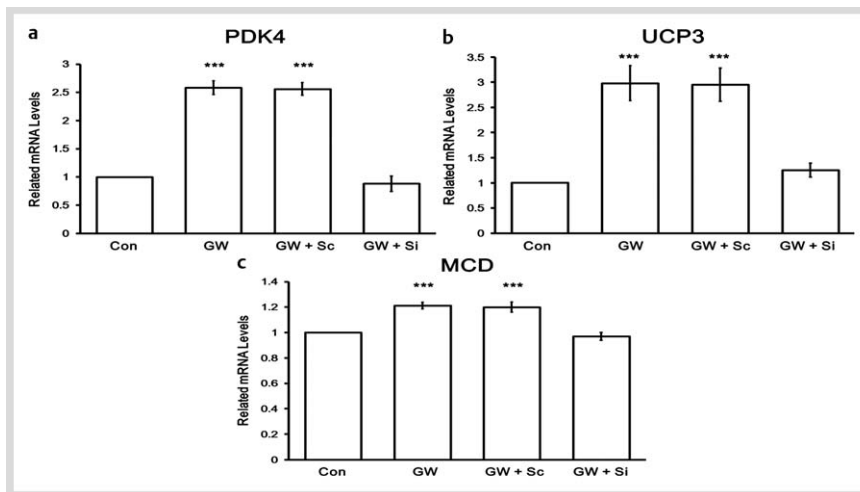 a
PDK4
Related mRNA Levels
3
2.5
2
1.5
1
0.5
0
***
***
Con
GW
GW + Sc
GW + Si
b
UCP3
Related mRNA Levels
3.5
3
2.5
2
1.5
1
0.5
0
***
***
Con
GW
GW + Sc
GW + Si
c
MCD
Related mRNA Levels
1.4
1.2
1
0.8
0.6
0.4
0.2
0
***
***
Con
GW
GW + Sc
GW + Si